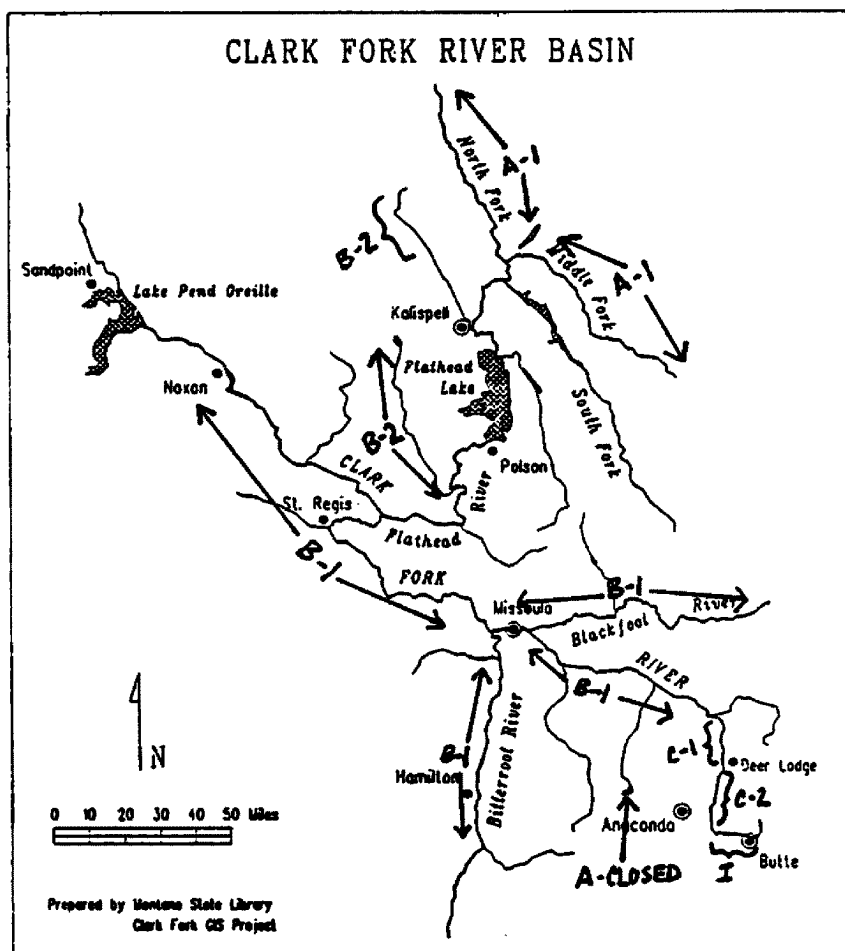 CLARK FORK RIVER BASIN
North Fork
A-1
Middle Fork
A-1
B-2
Sandpoint
Lake Pend Oreille
Kalispell
Flathead Lake
Noxon
B-2
South Fork
CLARK
River
Polson
St. Regis
Flathead
B-1
FORK
B-1
Missoula
River
Blackfoot
RIVER
B-1
N
Bitterroot River
B-1
Hamilton
C-1
Deer Lodge
C-2
0 10 20 30 40 50 Miles
Anaconda
A-CLOSED
I
Butte
Prepared by Montana State Library
Clark Fork GIS Project